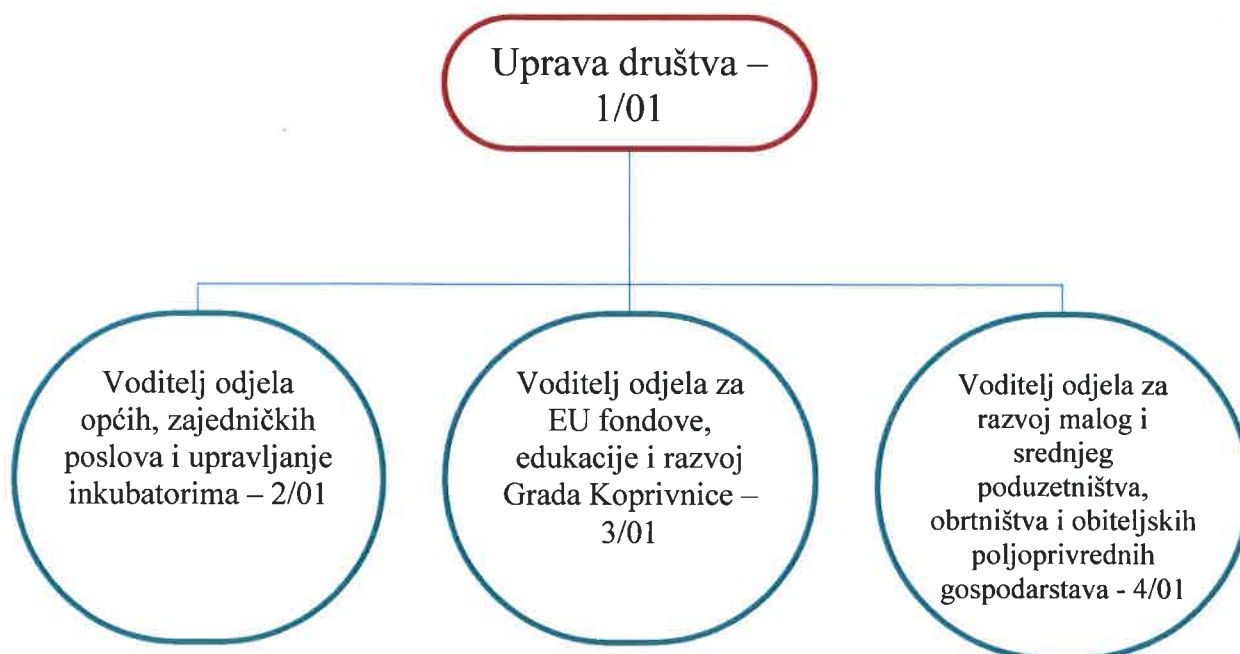 Uprava društva –
1/01
Voditelj odjela
općih, zajedničkih
poslova i upravljanje
inkubatorima – 2/01
Voditelj odjela za
EU fondove,
edukacije i razvoj
Grada Koprivnice –
3/01
Voditelj odjela za
razvoj malog i
srednjeg
poduzetništva,
obrtništva i obiteljskih
poljoprivrednih
gospodarstava - 4/01